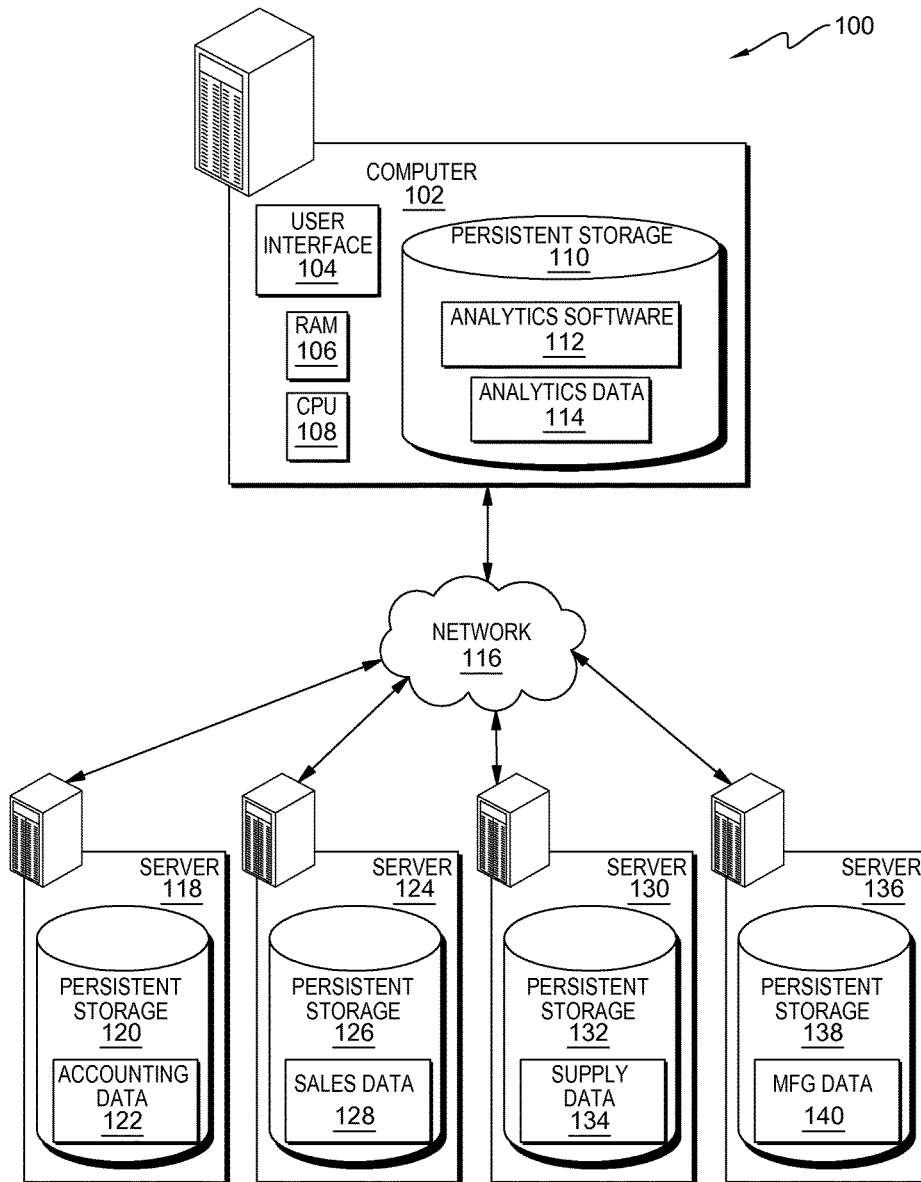 100
COMPUTER
102
USER
INTERFACE
104
RAM
106
CPU
108
PERSISTENT STORAGE
110
ANALYTICS SOFTWARE
112
ANALYTICS DATA
114
NETWORK
116
SERVER
118
PERSISTENT
STORAGE
120
ACCOUNTING
DATA
122
SERVER
124
PERSISTENT
STORAGE
126
SALES DATA
128
SERVER
130
PERSISTENT
STORAGE
132
SUPPLY
DATA
134
SERVER
136
PERSISTENT
STORAGE
138
MFG DATA
140